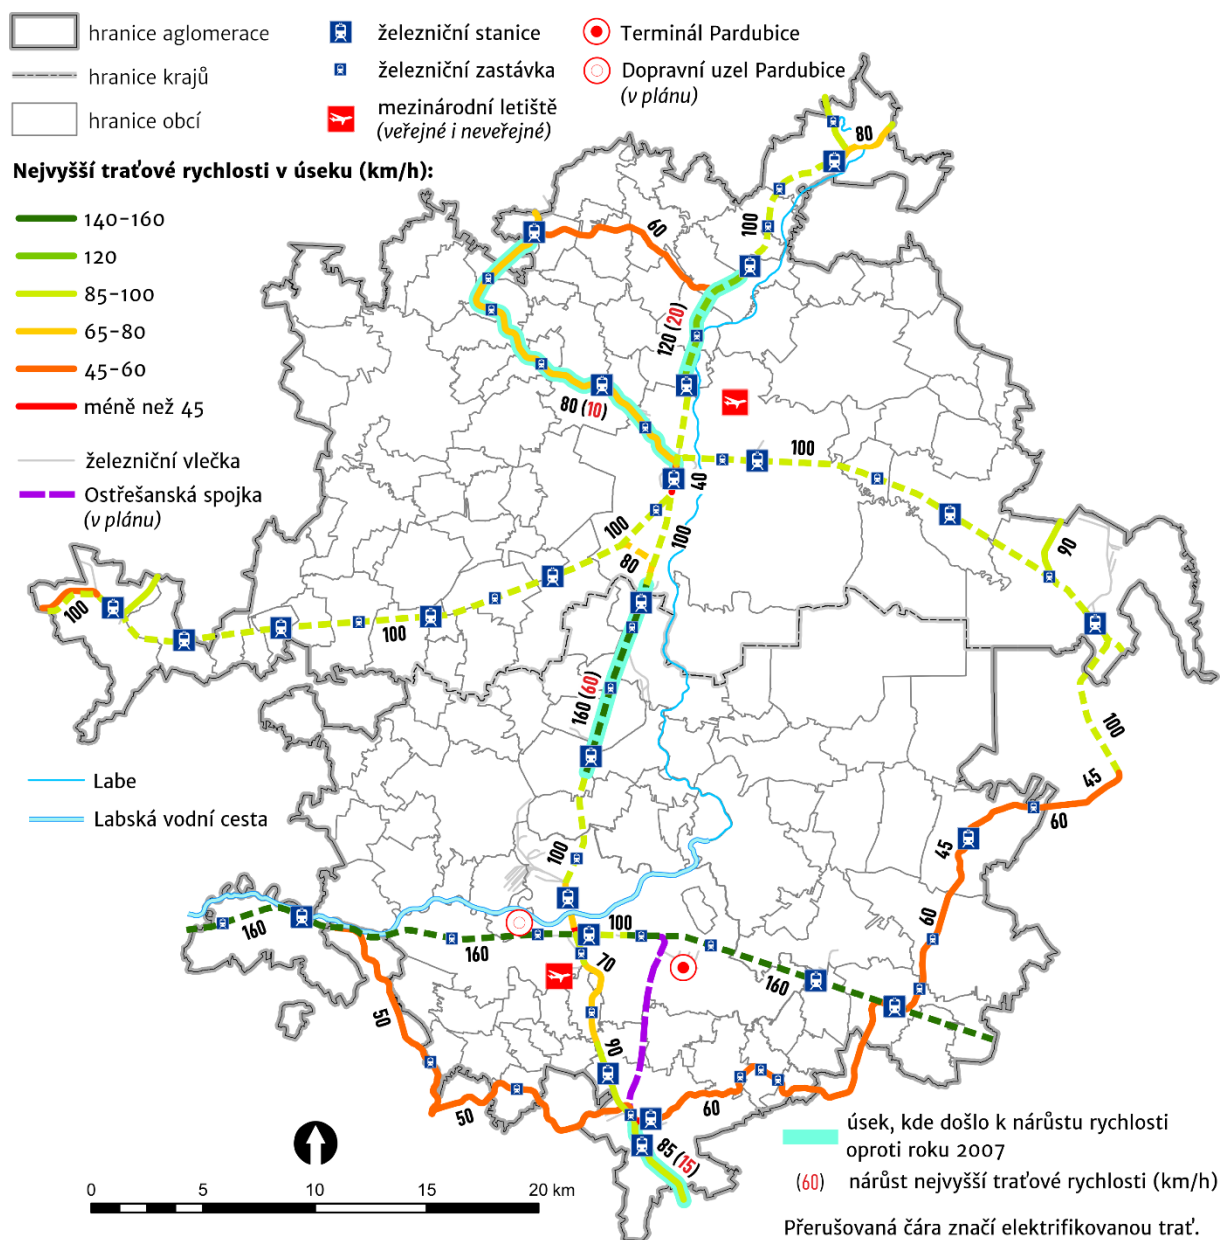 hranice aglomerace
hranice krajů
hranice obcí
železniční stanice
železniční zastávka
mezinárodní letiště
(veřejné i neveřejné)
Terminál Pardubice
Dopravní uzel Pardubice
(v plánu)
Nejvyšší traťové rychlosti v úseku (km/h):
140–160
120
85–100
65–80
45–60
méně než 45
železniční vlečka
Ostřešanská spojka
(v plánu)
80
100
60
120 (20)
80 (10)
100
40
100
100
80
90
100
100
160 (60)
100
45
60
45
Labe
Labská vodní cesta
100
60
160
160
100
70
160
50
90
50
60
85 (15)
úsek, kde došlo k nárůstu rychlosti
oproti roku 2007
(60) nárůst nejvyšší traťové rychlosti (km/h)
0 5 10 15 20 km
Přerušovaná čára značí elektrifikovanou trať.